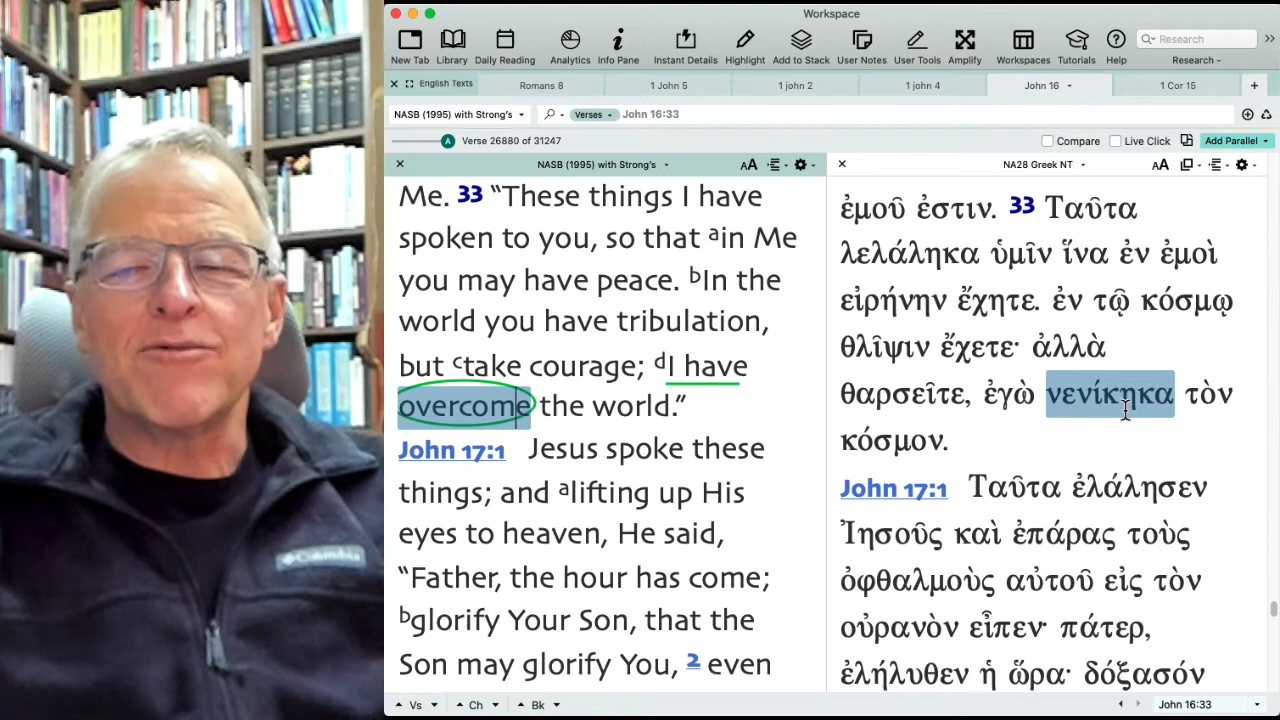 Workspace
New Tab Library Daily Reading Analytics Info Pane Instant Details Highlight Add to Stack User Notes User Tools Amplify Workspaces Tutorials Help Research
Research
English Texts Romans 8 1 John 5 1 john 2 1 john 4 John 16 1 Cor 15
NASB (1995) with Strong's Verses John 16:33
A Verse 26880 of 31247 Compare Live Click Add Parallel
NASB (1995) with Strong's
Me. 33 “These things I have
spoken to you, so that ain Me
you may have peace. bIn the
world you have tribulation,
but ctake courage; dI have
overcome the world.”
John 17:1 Jesus spoke these
things; and alifting up His
eyes to heaven, He said,
“Father, the hour has come;
bglorify Your Son, that the
Son may glorify You, 2 even
NA28 Greek NT
ἐμοῦ ἐστιν. 33 Ταῦτα
λελάληκα ὑμῖν ἵνα ἐν ἐμοὶ
εἰρήνην ἔχητε. ἐν τῷ κόσμῳ
θλῖψιν ἔχετε· ἀλλὰ
θαρσεῖτε, ἐγὼ νενίκηκα τὸν
κόσμον.
John 17:1 Ταῦτα ἐλάλησεν
Ἰησοῦς καὶ ἐπάρας τοὺς
ὀφθαλμοὺς αὐτοῦ εἰς τὸν
οὐρανὸν εἶπεν· πάτερ,
ἐλήλυθεν ἡ ὥρα· δόξασόν
Vs Ch Bk John 16:33
Columbia